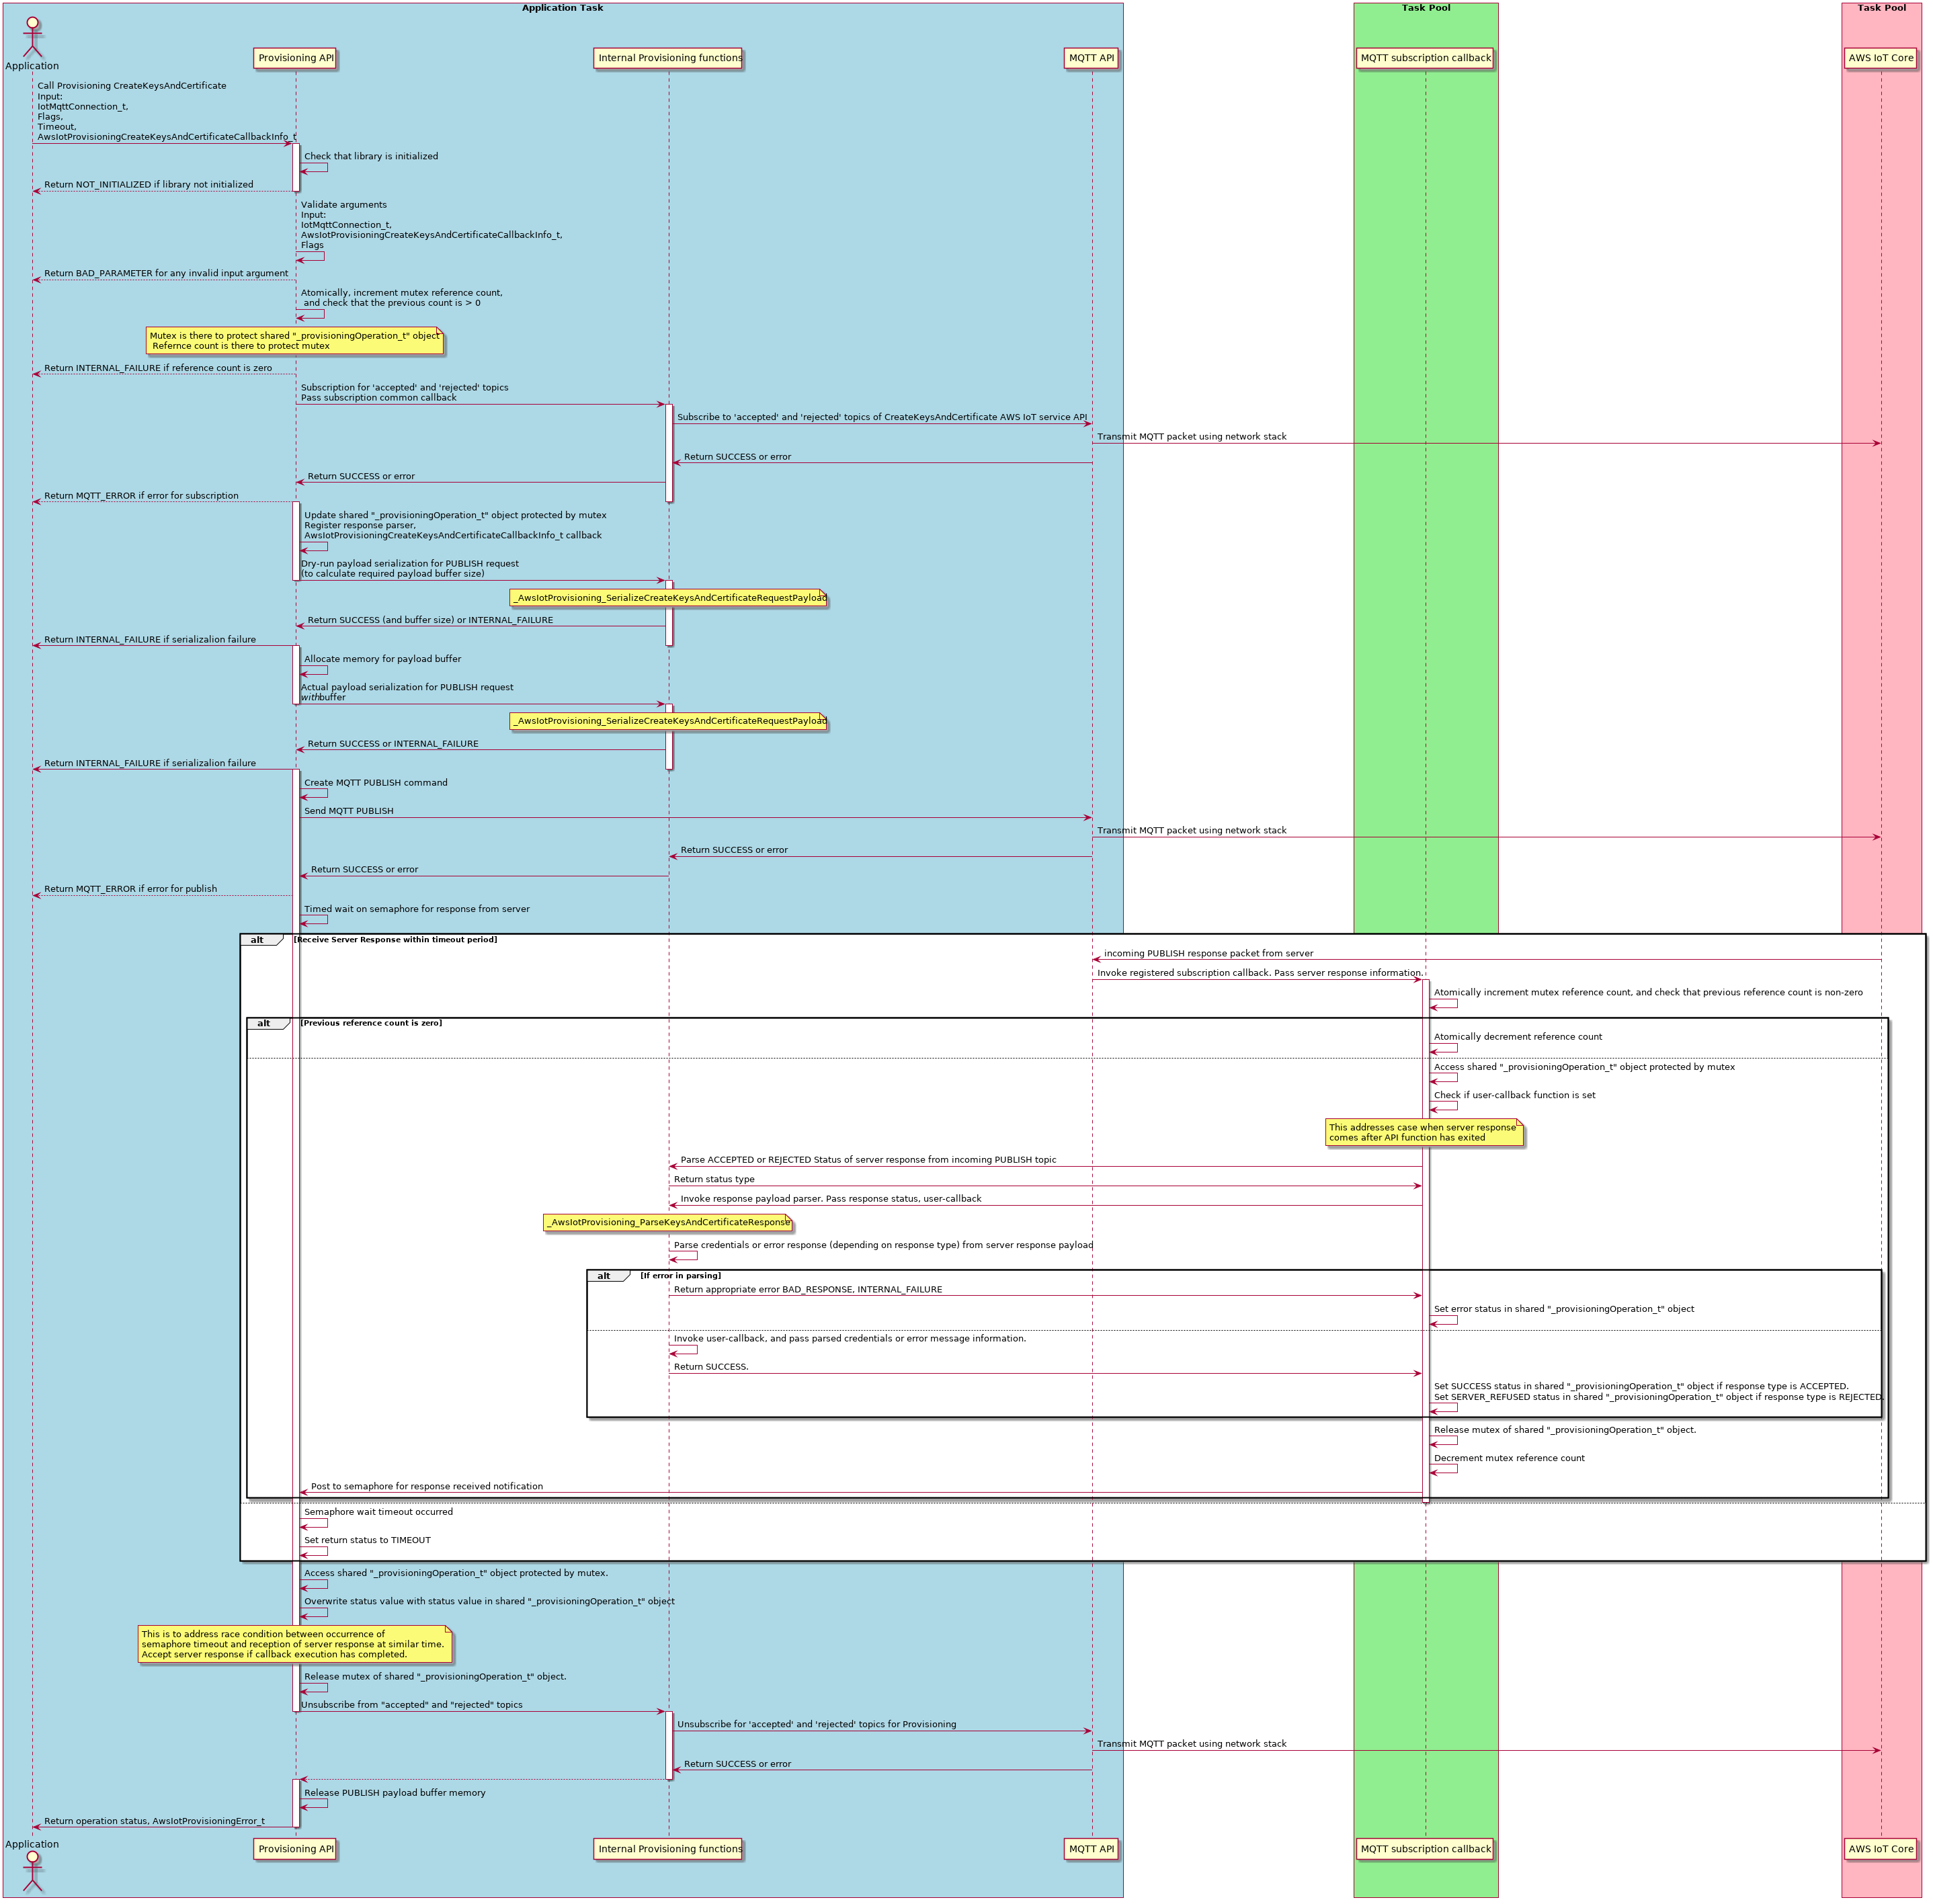 Application Task
Task Pool
Task Pool
Application
Provisioning API
Internal Provisioning functions
MQTT API
MQTT subscription callback
AWS IoT Core
Call Provisioning CreateKeysAndCertificate
Input:
IotMqttConnection_t,
Flags,
Timeout,
AwsIotProvisioningCreateKeysAndCertificateCallbackInfo_t
Check that library is initialized
Return NOT_INITIALIZED if library not initialized
Validate arguments
Input:
IotMqttConnection_t,
AwsIotProvisioningCreateKeysAndCertificateCallbackInfo_t,
Flags
Return BAD_PARAMETER for any invalid input argument
Atomically, increment mutex reference count,
and check that the previous count is > 0
Mutex is there to protect shared "_provisioningOperation_t" object
Refernce count is there to protect mutex
Return INTERNAL_FAILURE if reference count is zero
Subscription for 'accepted' and 'rejected' topics
Pass subscription common callback
Subscribe to 'accepted' and 'rejected' topics of CreateKeysAndCertificate AWS IoT service API
Transmit MQTT packet using network stack
Return SUCCESS or error
Return SUCCESS or error
Return MQTT_ERROR if error for subscription
Update shared "_provisioningOperation_t" object protected by mutex
Register response parser,
AwsIotProvisioningCreateKeysAndCertificateCallbackInfo_t callback
Dry-run payload serialization for PUBLISH request
(to calculate required payload buffer size)
_AwsIotProvisioning_SerializeCreateKeysAndCertificateRequestPayload
Return SUCCESS (and buffer size) or INTERNAL_FAILURE
Return INTERNAL_FAILURE if serializalion failure
Allocate memory for payload buffer
Actual payload serialization for PUBLISH request
withbuffer
_AwsIotProvisioning_SerializeCreateKeysAndCertificateRequestPayload
Return SUCCESS or INTERNAL_FAILURE
Return INTERNAL_FAILURE if serializalion failure
Create MQTT PUBLISH command
Send MQTT PUBLISH
Transmit MQTT packet using network stack
Return SUCCESS or error
Return SUCCESS or error
Return MQTT_ERROR if error for publish
Timed wait on semaphore for response from server
alt [Receive Server Response within timeout period]
incoming PUBLISH response packet from server
Invoke registered subscription callback. Pass server response information.
Atomically increment mutex reference count, and check that previous reference count is non-zero
alt [Previous reference count is zero]
Atomically decrement reference count
Access shared "_provisioningOperation_t" object protected by mutex
Check if user-callback function is set
This addresses case when server response
comes after API function has exited
Parse ACCEPTED or REJECTED Status of server response from incoming PUBLISH topic
Return status type
Invoke response payload parser. Pass response status, user-callback
_AwsIotProvisioning_ParseKeysAndCertificateResponse
Parse credentials or error response (depending on response type) from server response payload
alt [If error in parsing]
Return appropriate error BAD_RESPONSE, INTERNAL_FAILURE
Set error status in shared "_provisioningOperation_t" object
Invoke user-callback, and pass parsed credentials or error message information.
Return SUCCESS.
Set SUCCESS status in shared "_provisioningOperation_t" object if response type is ACCEPTED.
Set SERVER_REFUSED status in shared "_provisioningOperation_t" object if response type is REJECTED.
Release mutex of shared "_provisioningOperation_t" object.
Decrement mutex reference count
Post to semaphore for response received notification
Semaphore wait timeout occurred
Set return status to TIMEOUT
Access shared "_provisioningOperation_t" object protected by mutex.
Overwrite status value with status value in shared "_provisioningOperation_t" object
This is to address race condition between occurrence of
semaphore timeout and reception of server response at similar time.
Accept server response if callback execution has completed.
Release mutex of shared "_provisioningOperation_t" object.
Unsubscribe from "accepted" and "rejected" topics
Unsubscribe for 'accepted' and 'rejected' topics for Provisioning
Transmit MQTT packet using network stack
Return SUCCESS or error
Release PUBLISH payload buffer memory
Return operation status, AwsIotProvisioningError_t
Application
Provisioning API
Internal Provisioning functions
MQTT API
MQTT subscription callback
AWS IoT Core